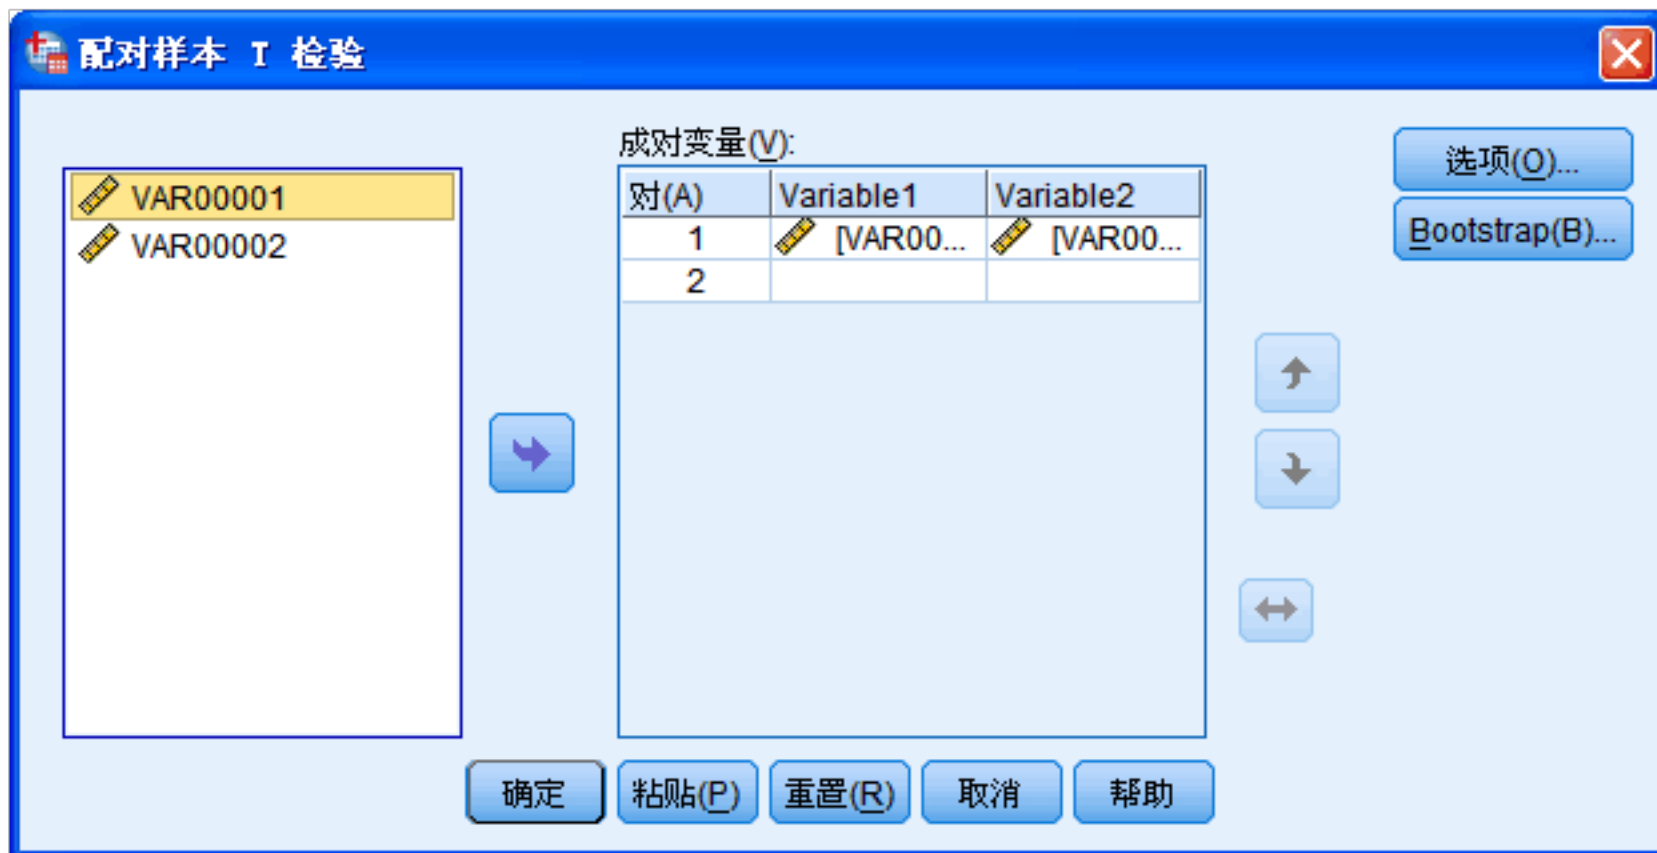 配对样本 T 检验
成对变量(V):
选项(O)...
VAR00001
对(A) Variable1 Variable2
VAR00002
1 [VAR00... [VAR00...
Bootstrap(B)...
2
确定 粘贴(P) 重置(R) 取消 帮助